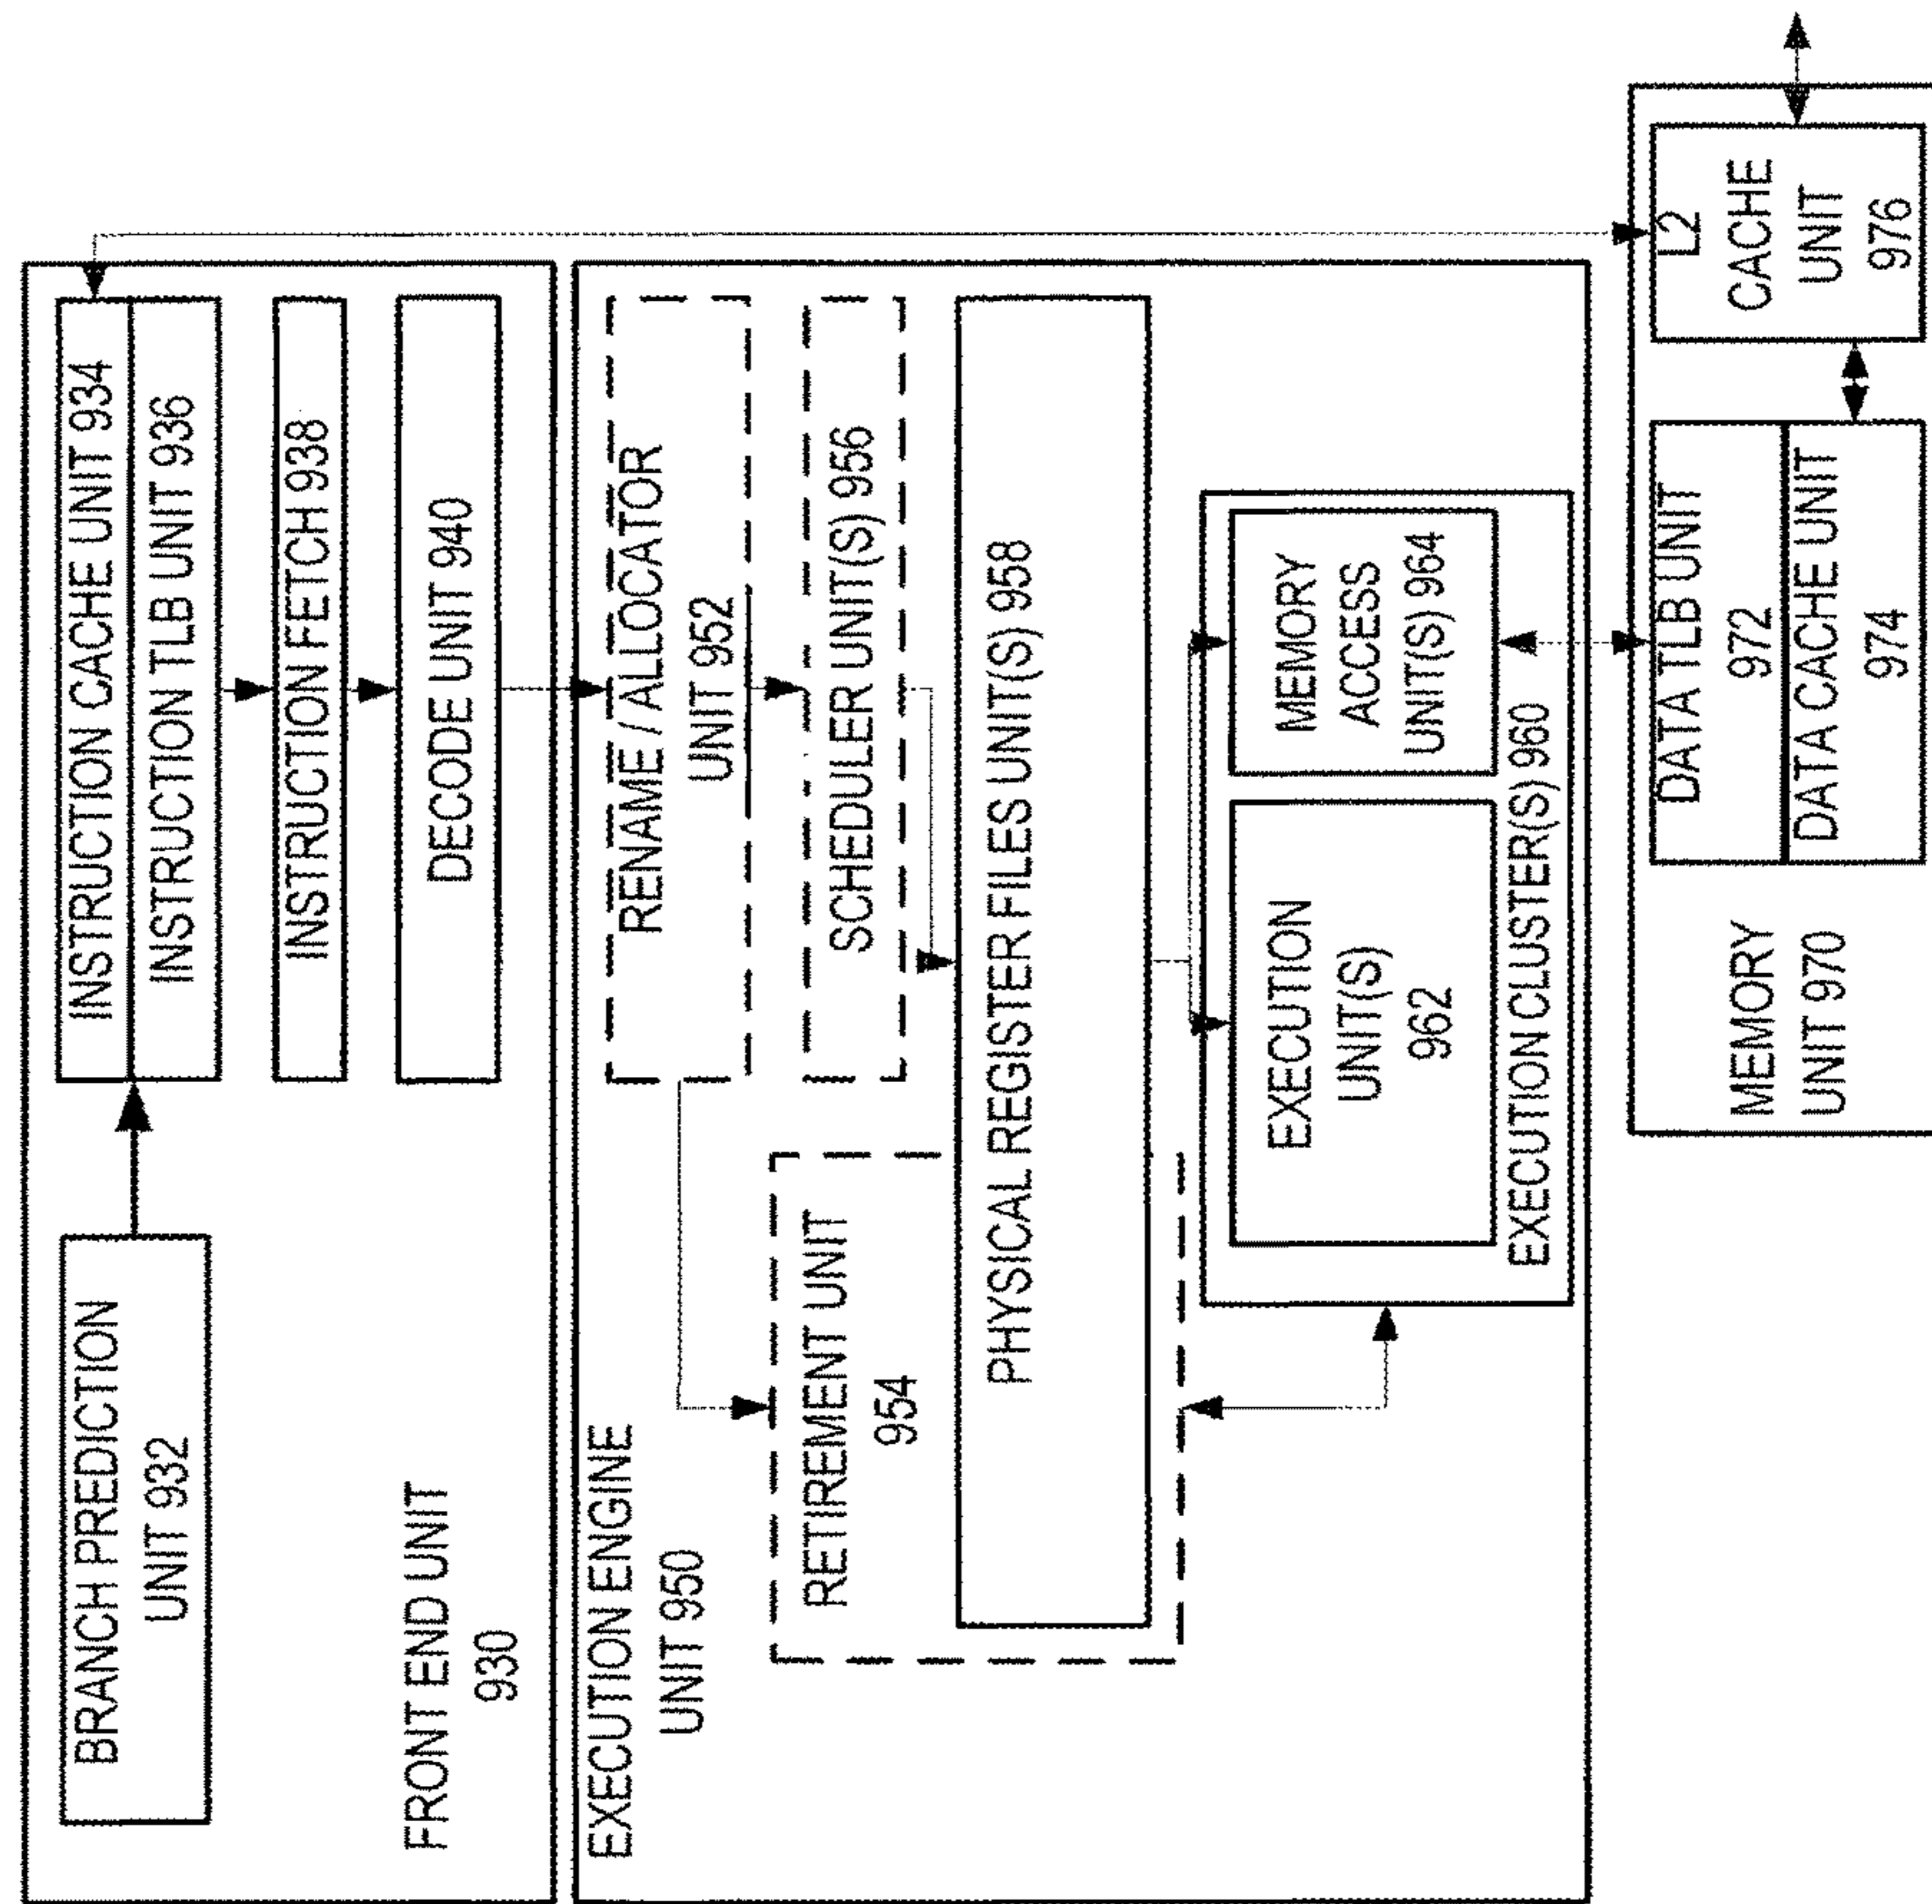 BRANCH PREDICTION
UNIT 932
INSTRUCTION CACHE UNIT 934
INSTRUCTION TLB UNIT 936
INSTRUCTION FETCH 938
DECODE UNIT 940
FRONT END UNIT
930
EXECUTION ENGINE
UNIT 950
RENAME / ALLOCATOR
UNIT 952
RETIREMENT UNIT
954
SCHEDULER UNIT(S) 956
PHYSICAL REGISTER FILES UNIT(S) 958
EXECUTION
UNIT(S)
962
MEMORY
ACCESS
UNIT(S) 964
EXECUTION CLUSTER(S) 960
MEMORY
UNIT 970
DATA TLB UNIT
972
DATA CACHE UNIT
974
L2
CACHE
UNIT
976